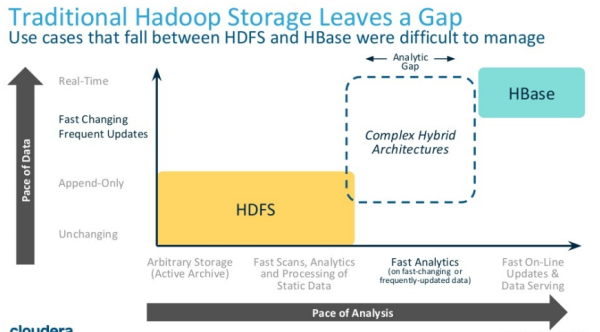 Traditional Hadoop Storage Leaves a Gap
Use cases that fall between HDFS and HBase were difficult to manage
Pace of Data
Real-Time
Fast Changing
Frequent Updates
Append-Only
Unchanging
HDFS
Analytic
Gap
Complex Hybrid
Architectures
HBase
Arbitrary Storage
(Active Archive)
Fast Scans, Analytics
and Processing of
Static Data
Fast Analytics
(on fast-changing or
frequently-updated data)
Fast On-Line
Updates &
Data Serving
Pace of Analysis
cloudera